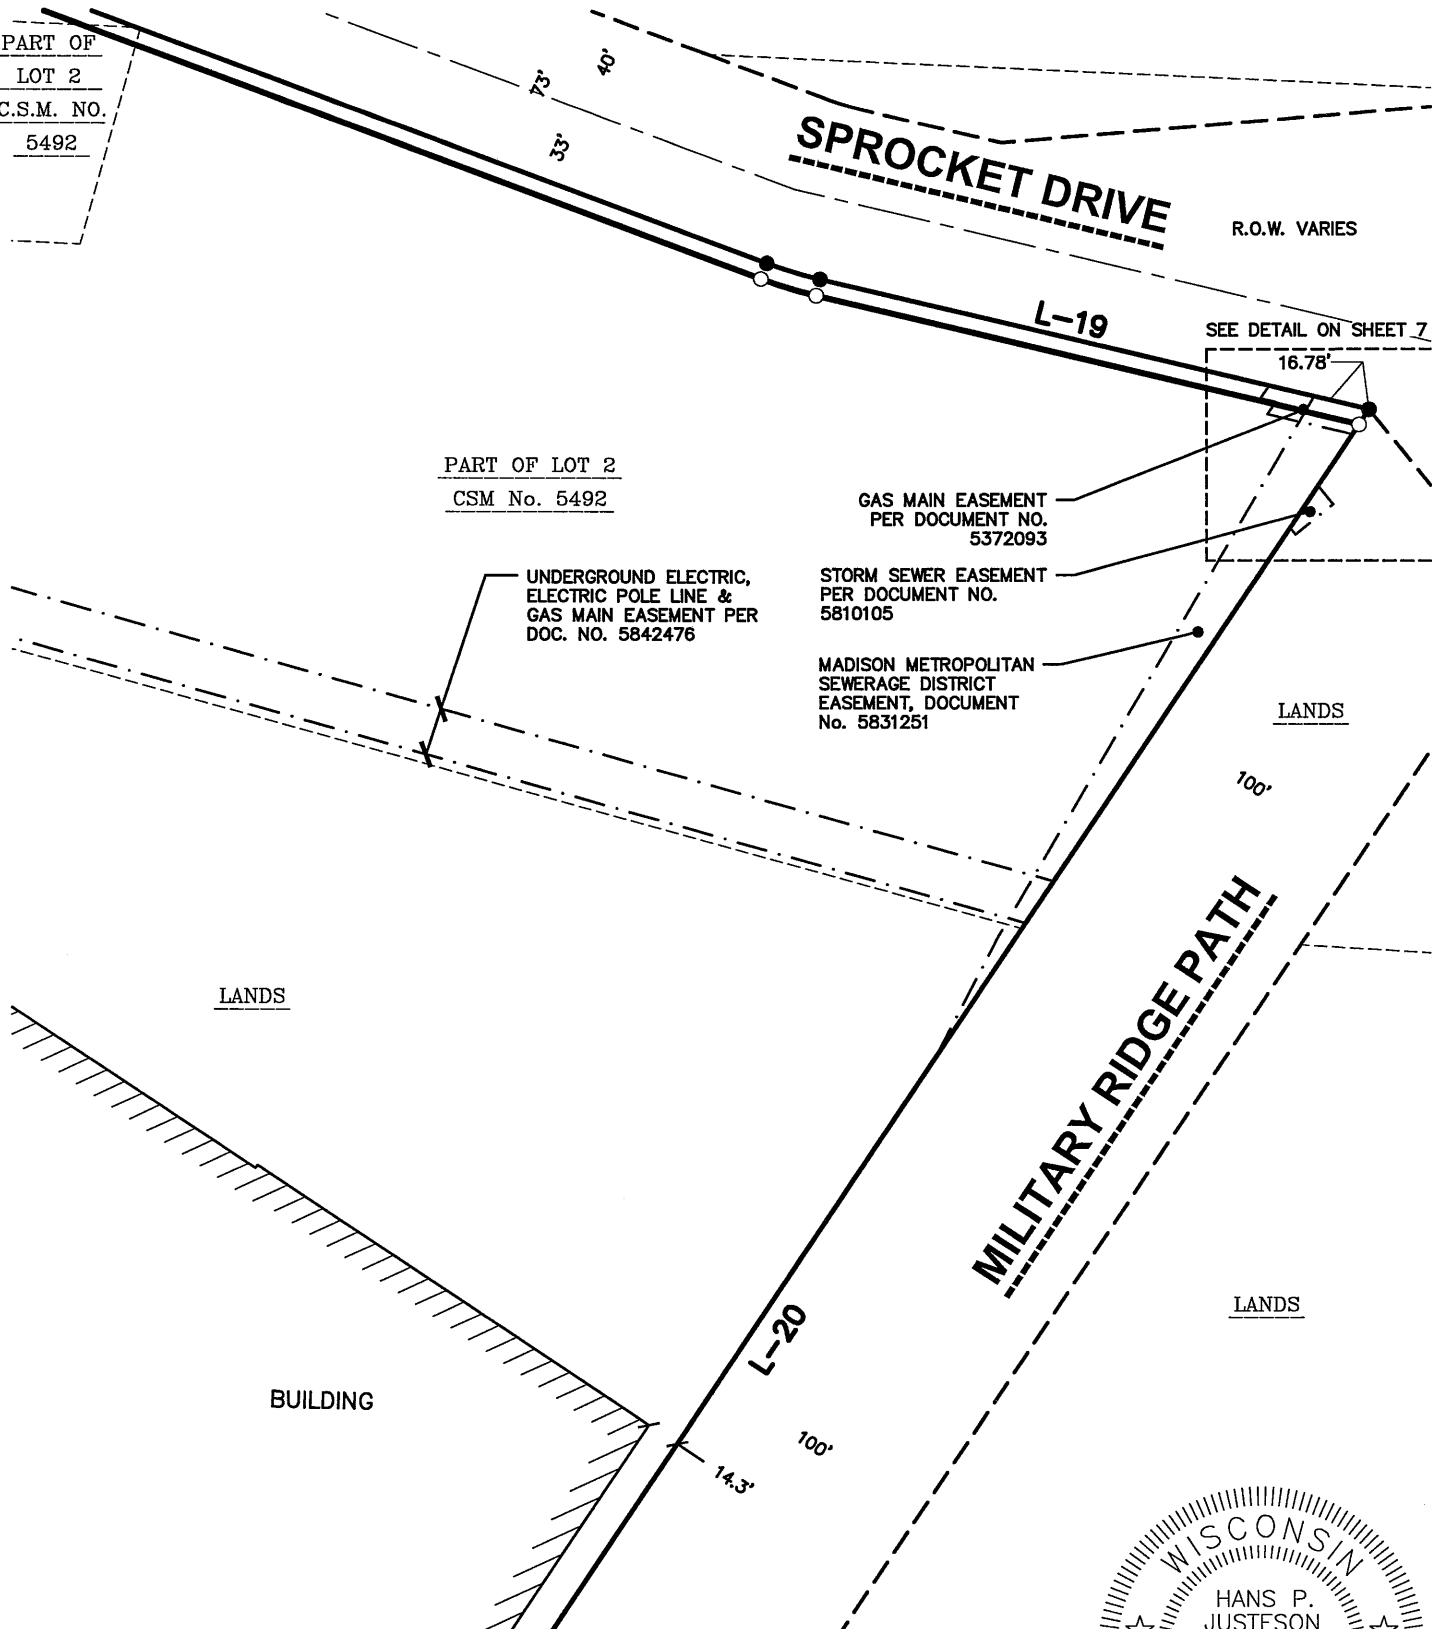 PART OF
LOT 2
C.S.M. NO.
5492
73'
40'
33'
SPROCKET DRIVE
R.O.W. VARIES
L-19
SEE DETAIL ON SHEET 7
16.78'
PART OF LOT 2
CSM No. 5492
GAS MAIN EASEMENT
PER DOCUMENT NO.
5372093
UNDERGROUND ELECTRIC,
ELECTRIC POLE LINE &
GAS MAIN EASEMENT PER
DOC. NO. 5842476
STORM SEWER EASEMENT
PER DOCUMENT NO.
5810105
MADISON METROPOLITAN
SEWERAGE DISTRICT
EASEMENT, DOCUMENT
No. 5831251
LANDS
100'
MILITARY RIDGE PATH
LANDS
LANDS
L-20
BUILDING
100'
14.3'
WISCONSIN
HANS P.
JUSTESON